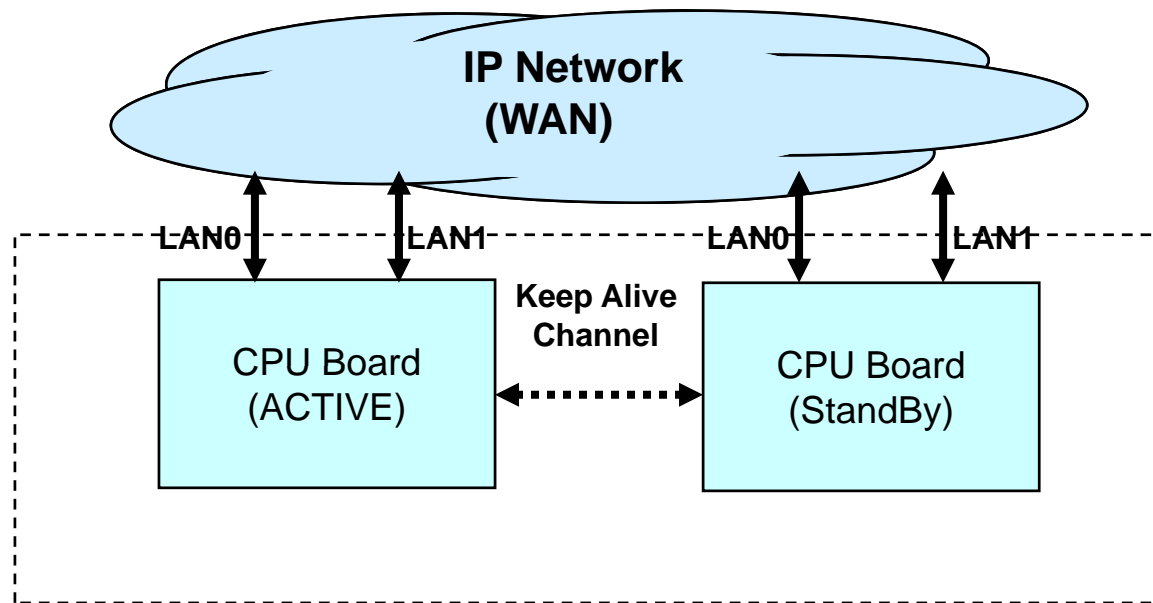 IP Network
(WAN)
LAN0
LAN1
LAN0
LAN1
Keep Alive
Channel
CPU Board
(ACTIVE)
CPU Board
(StandBy)